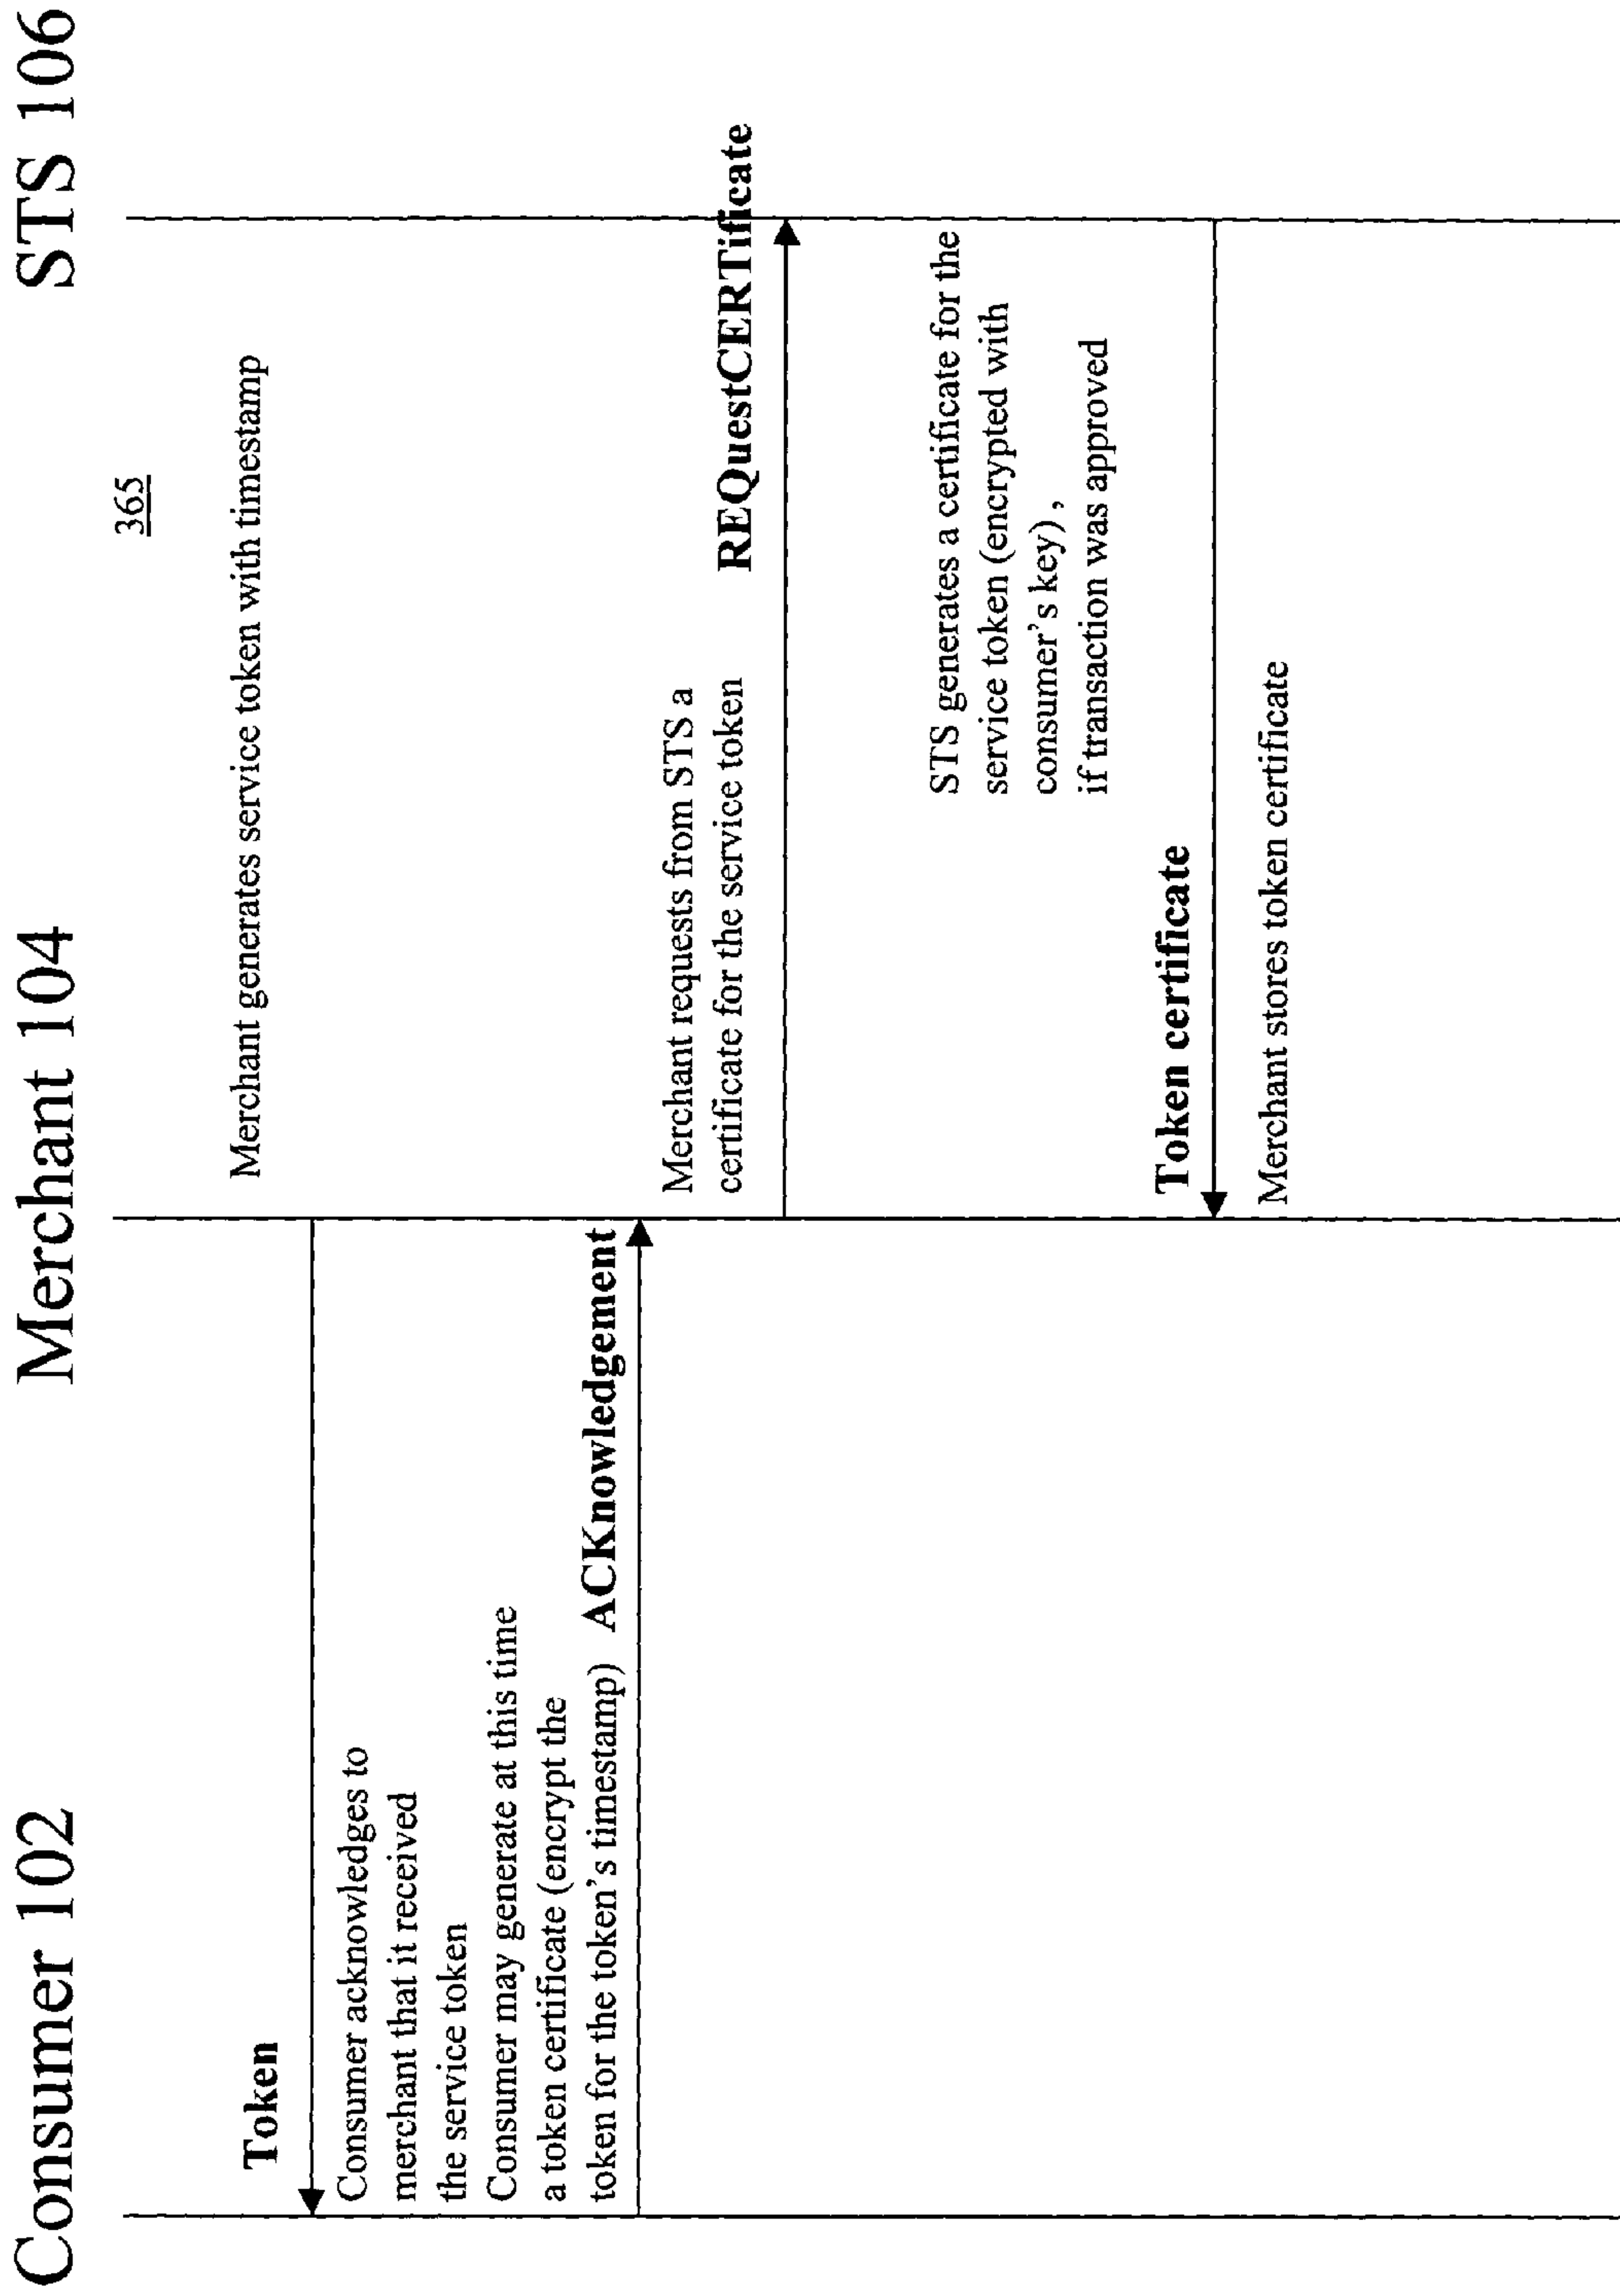 Consumer 102
Merchant 104
STS 106
365
Merchant generates service token with timestamp
Token
Consumer acknowledges to
merchant that it received
the service token
Consumer may generate at this time
a token certificate (encrypt the
token for the token's timestamp)
ACKnowledgement
Merchant requests from STS a
certificate for the service token
REQuestCERTificate
STS generates a certificate for the
service token (encrypted with
consumer's key) ,
if transaction was approved
Token certificate
Merchant stores token certificate